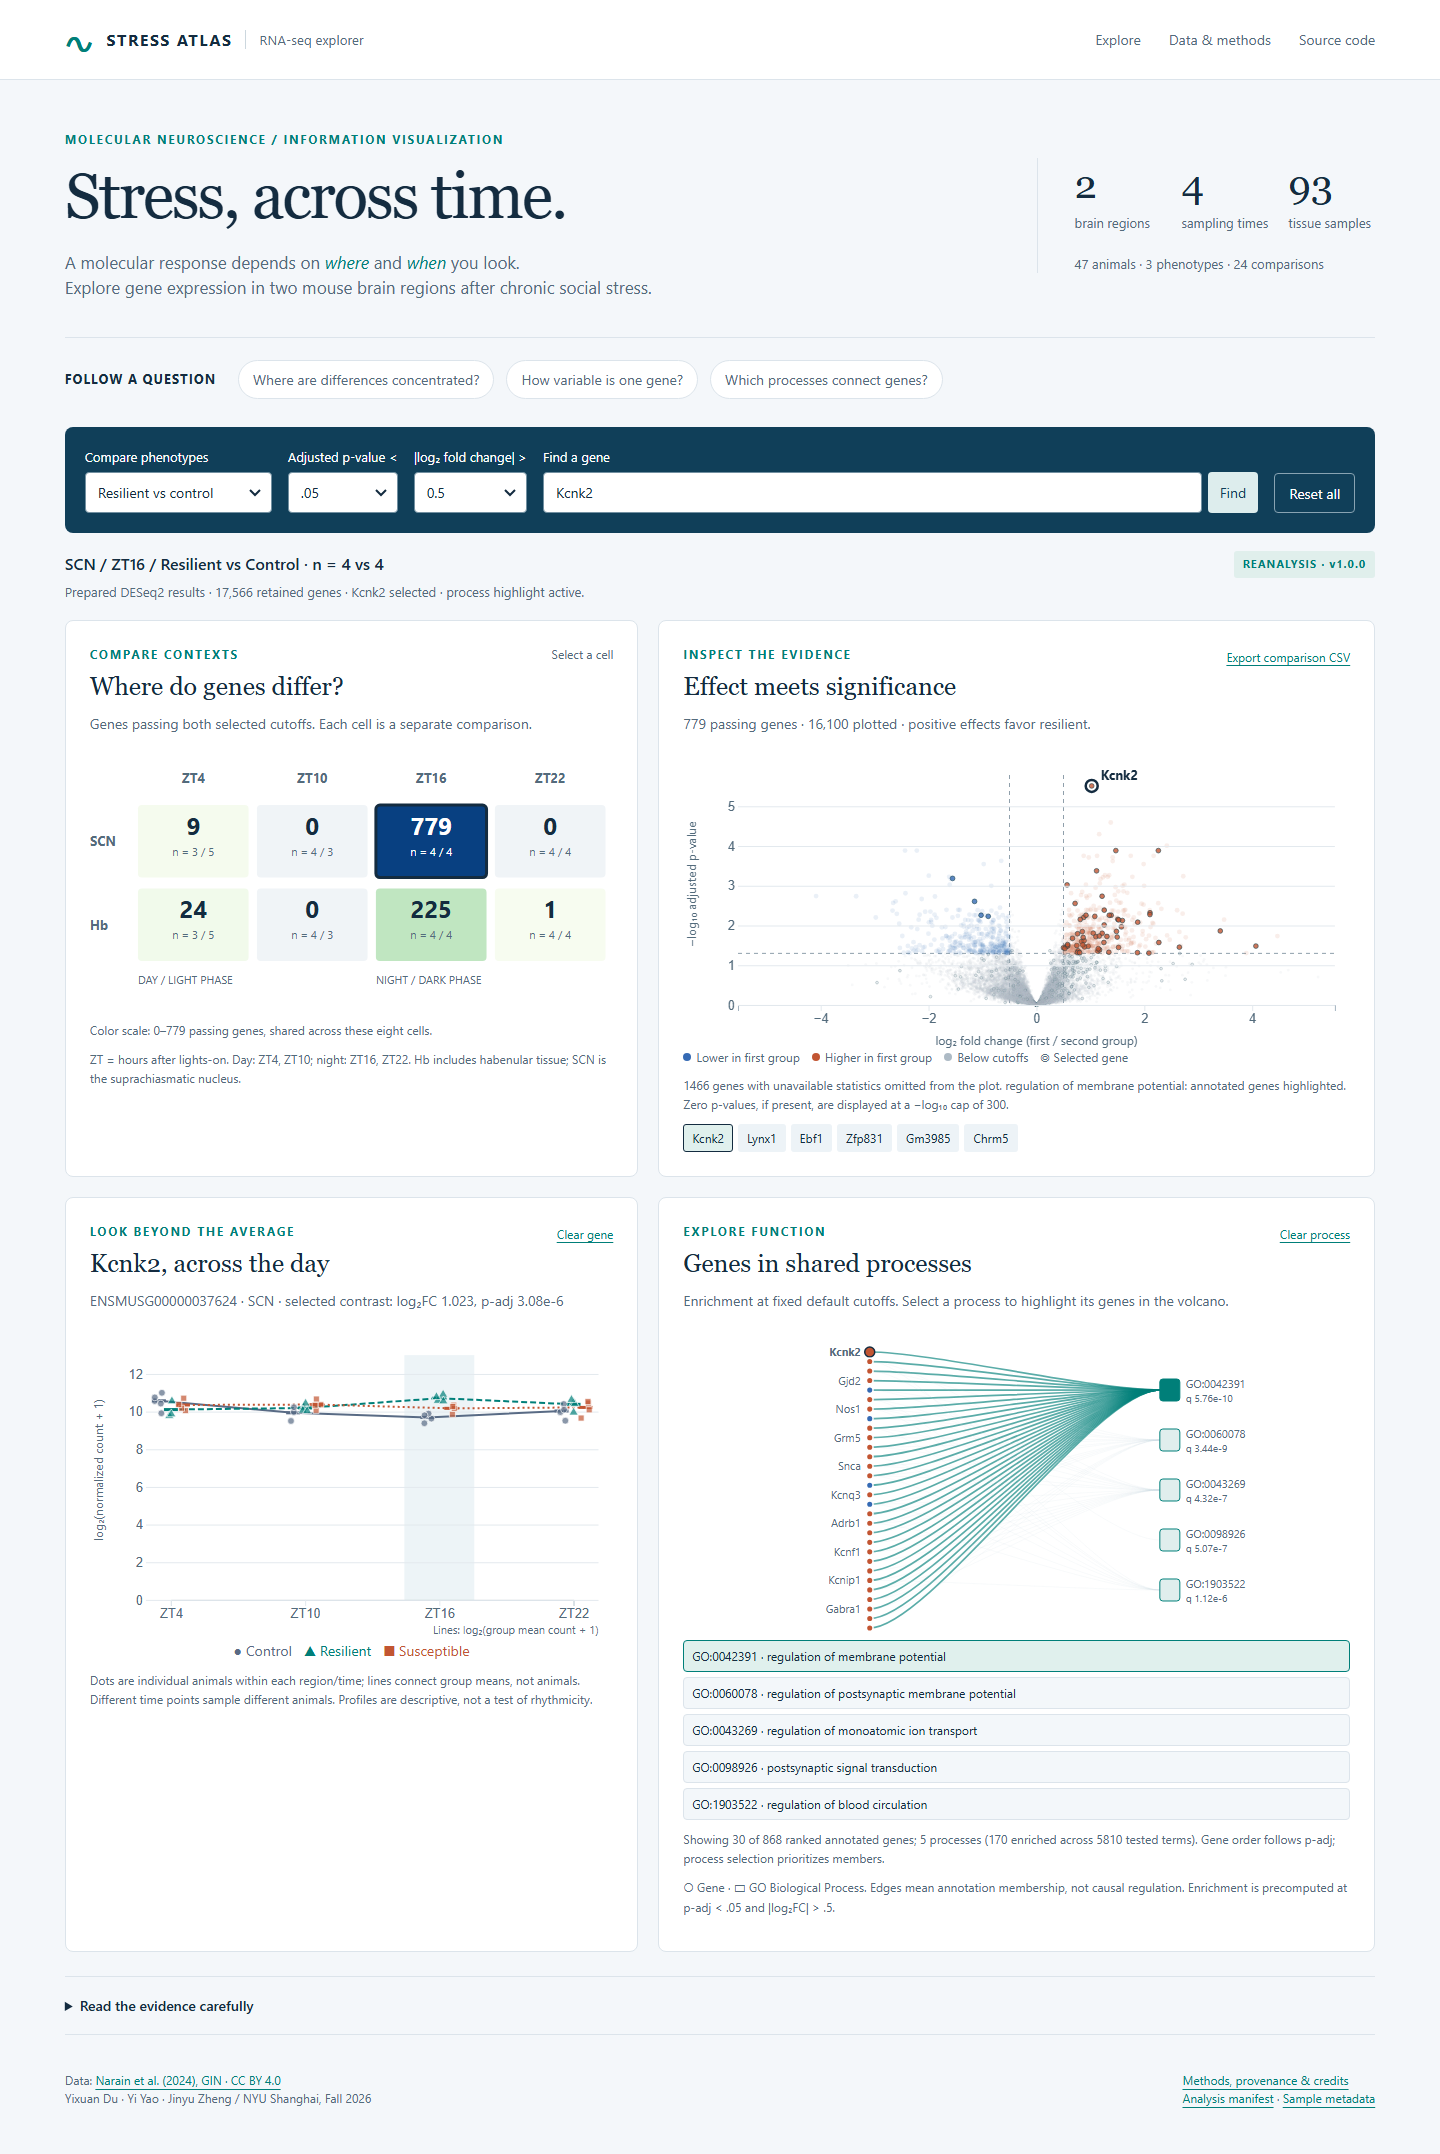 STRESS ATLAS
RNA-seq explorer
Explore
Data & methods
Source code
MOLECULAR NEUROSCIENCE / INFORMATION VISUALIZATION
Stress, across time.
A molecular response depends on where and when you look.
Explore gene expression in two mouse brain regions after chronic social stress.
2
brain regions
4
sampling times
93
tissue samples
47 animals · 3 phenotypes · 24 comparisons
FOLLOW A QUESTION
Where are differences concentrated?
How variable is one gene?
Which processes connect genes?
Compare phenotypes
Adjusted p-value <
|log₂ fold change| >
Find a gene
Resilient vs control
.05
0.5
Kcnk2
Find
Reset all
SCN / ZT16 / Resilient vs Control · n = 4 vs 4
REANALYSIS · v1.0.0
Prepared DESeq2 results · 17,566 retained genes · Kcnk2 selected · process highlight active.
COMPARE CONTEXTS
Select a cell
Where do genes differ?
Genes passing both selected cutoffs. Each cell is a separate comparison.
ZT4
ZT10
ZT16
ZT22
SCN
9
n = 3 / 5
0
n = 4 / 3
779
n = 4 / 4
0
n = 4 / 4
Hb
24
n = 3 / 5
0
n = 4 / 3
225
n = 4 / 4
1
n = 4 / 4
DAY / LIGHT PHASE
NIGHT / DARK PHASE
Color scale: 0–779 passing genes, shared across these eight cells.
ZT = hours after lights-on. Day: ZT4, ZT10; night: ZT16, ZT22. Hb includes habenular tissue; SCN is
the suprachiasmatic nucleus.
INSPECT THE EVIDENCE
Export comparison CSV
Effect meets significance
779 passing genes · 16,100 plotted · positive effects favor resilient.
Kcnk2
5
4
3
2
1
0
−log₁₀ adjusted p-value
−4
−2
0
2
4
log₂ fold change (first / second group)
Lower in first group
Higher in first group
Below cutoffs
◎ Selected gene
1466 genes with unavailable statistics omitted from the plot. regulation of membrane potential: annotated genes highlighted.
Zero p-values, if present, are displayed at a −log₁₀ cap of 300.
Kcnk2
Lynx1
Ebf1
Zfp831
Gm3985
Chrm5
LOOK BEYOND THE AVERAGE
Clear gene
Kcnk2, across the day
ENSMUSG00000037624 · SCN · selected contrast: log₂FC 1.023, p-adj 3.08e-6
12
10
8
6
4
2
0
log₂(normalized count + 1)
ZT4
ZT10
ZT16
ZT22
Lines: log₂(group mean count + 1)
● Control
▲ Resilient
■ Susceptible
Dots are individual animals within each region/time; lines connect group means, not animals.
Different time points sample different animals. Profiles are descriptive, not a test of rhythmicity.
EXPLORE FUNCTION
Clear process
Genes in shared processes
Enrichment at fixed default cutoffs. Select a process to highlight its genes in the volcano.
Kcnk2
Gjd2
Nos1
Grm5
Snca
Kcnq3
Adrb1
Kcnf1
Kcnip1
Gabra1
GO:0042391
q 5.76e-10
GO:0060078
q 3.44e-9
GO:0043269
q 4.32e-7
GO:0098926
q 5.07e-7
GO:1903522
q 1.12e-6
GO:0042391 · regulation of membrane potential
GO:0060078 · regulation of postsynaptic membrane potential
GO:0043269 · regulation of monoatomic ion transport
GO:0098926 · postsynaptic signal transduction
GO:1903522 · regulation of blood circulation
Showing 30 of 868 ranked annotated genes; 5 processes (170 enriched across 5810 tested terms). Gene order follows p-adj;
process selection prioritizes members.
○ Gene · □ GO Biological Process. Edges mean annotation membership, not causal regulation. Enrichment is precomputed at
p-adj < .05 and |log₂FC| > .5.
▶ Read the evidence carefully
Data: Narain et al. (2024), GIN · CC BY 4.0
Yixuan Du · Yi Yao · Jinyu Zheng / NYU Shanghai, Fall 2026
Methods, provenance & credits
Analysis manifest · Sample metadata